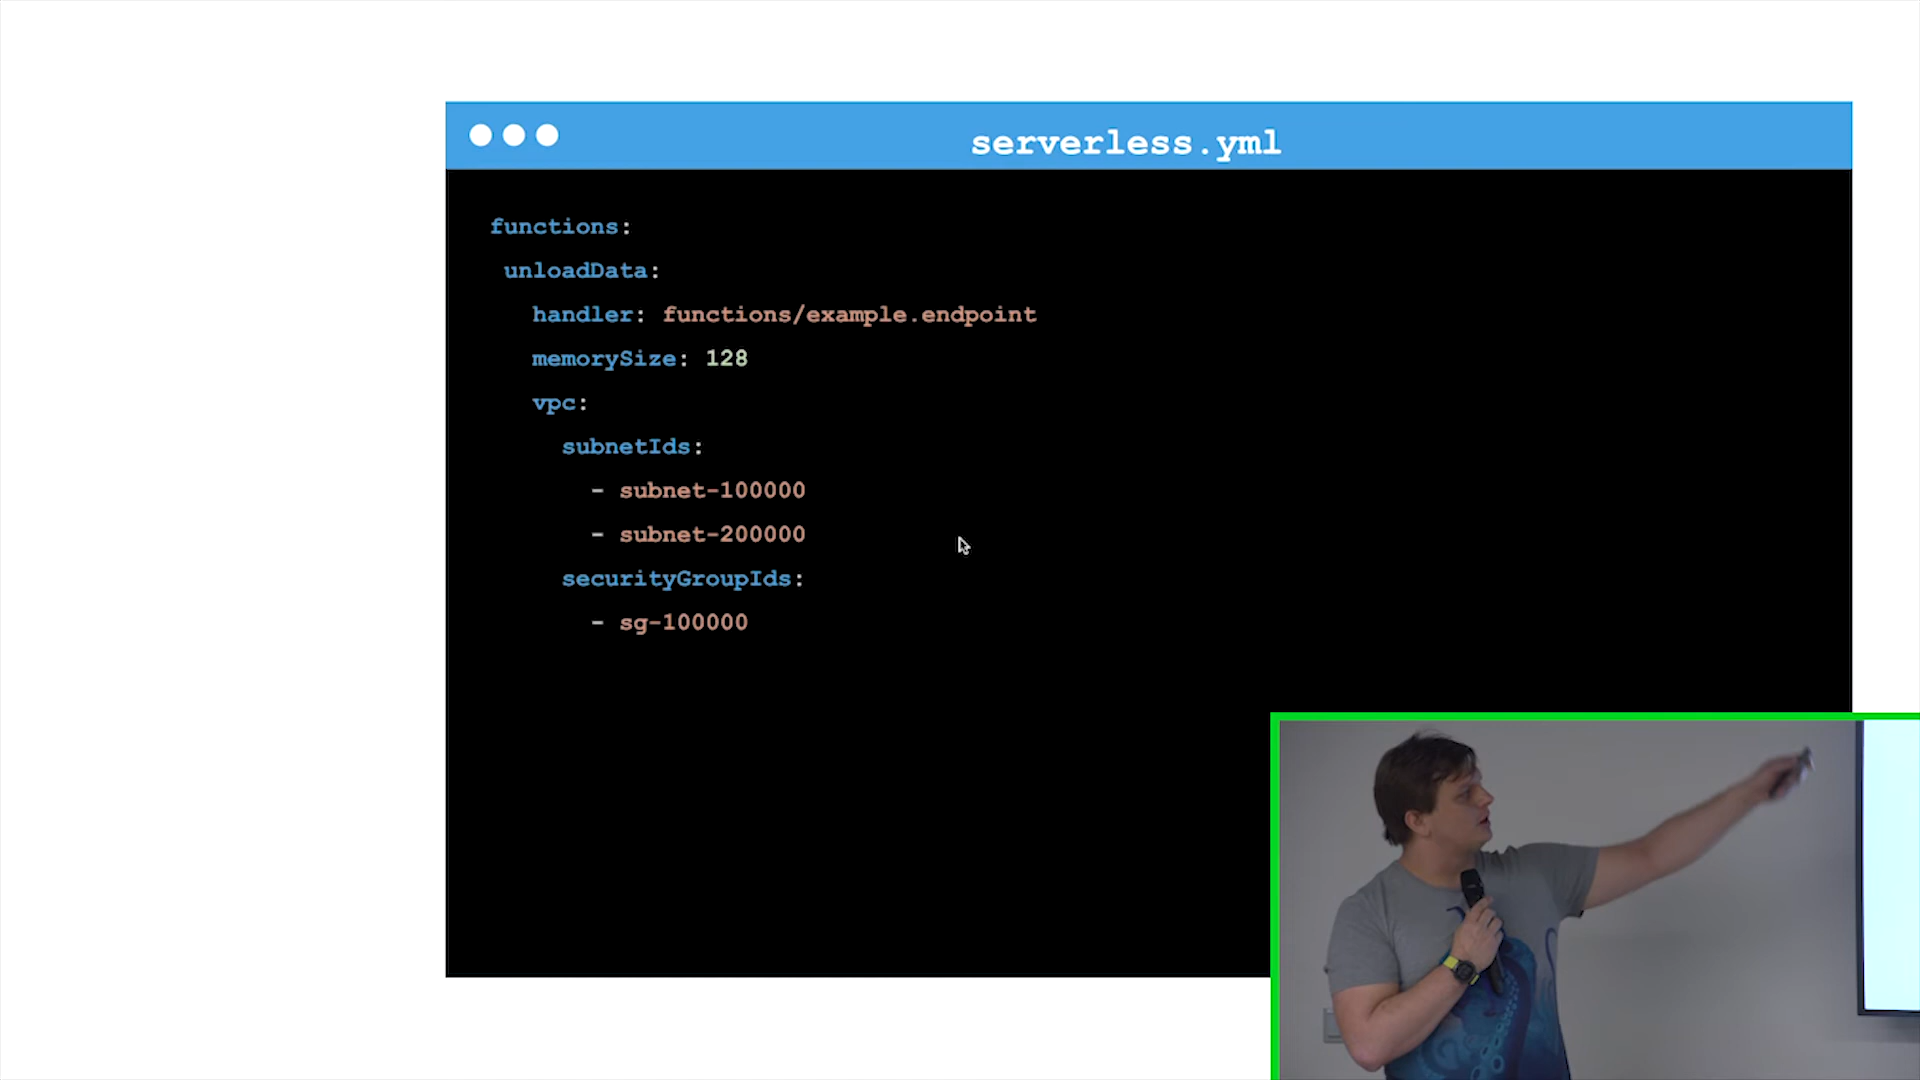 serverless.yml
functions:
unloadData:
handler: functions/example.endpoint
memorySize: 128
vpc:
subnetIds:
- subnet-100000
- subnet-200000
securityGroupIds:
- sg-100000